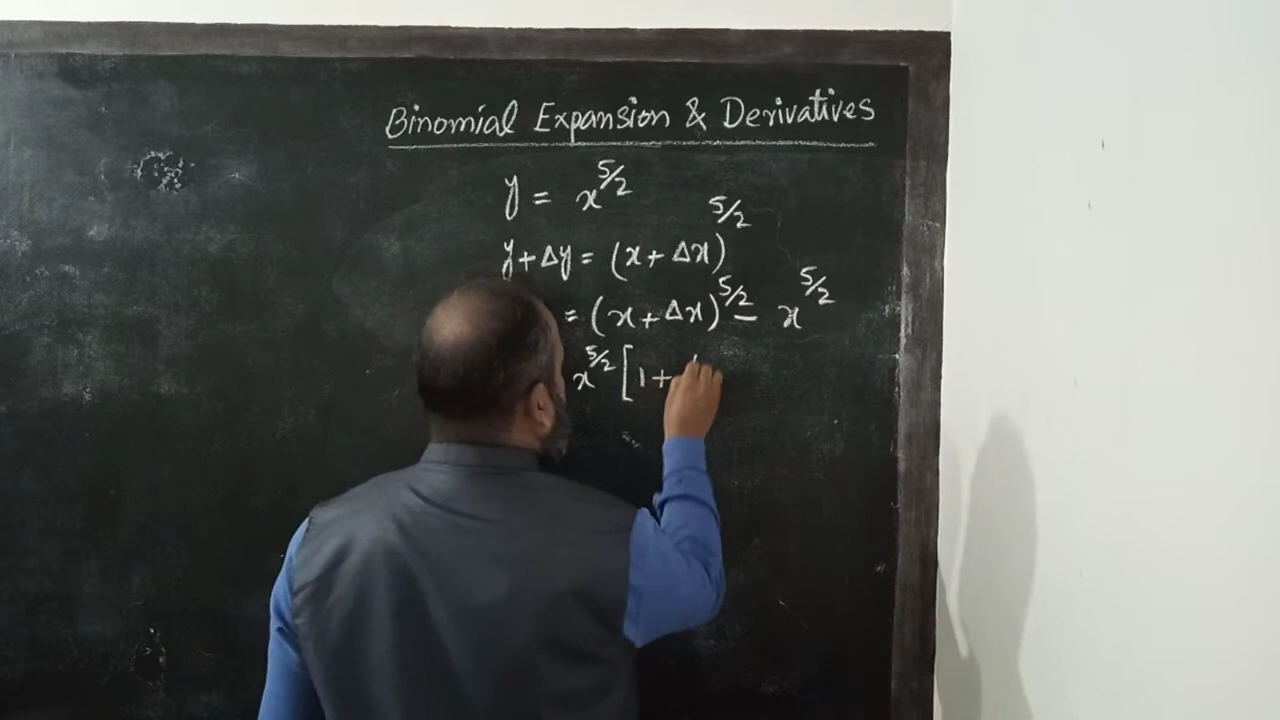 Binomial Expansion & Derivatives
y = x^5/2
y + Δy = (x + Δx)^5/2
= (x + Δx)^5/2 − x^5/2
x^5/2 [1 +